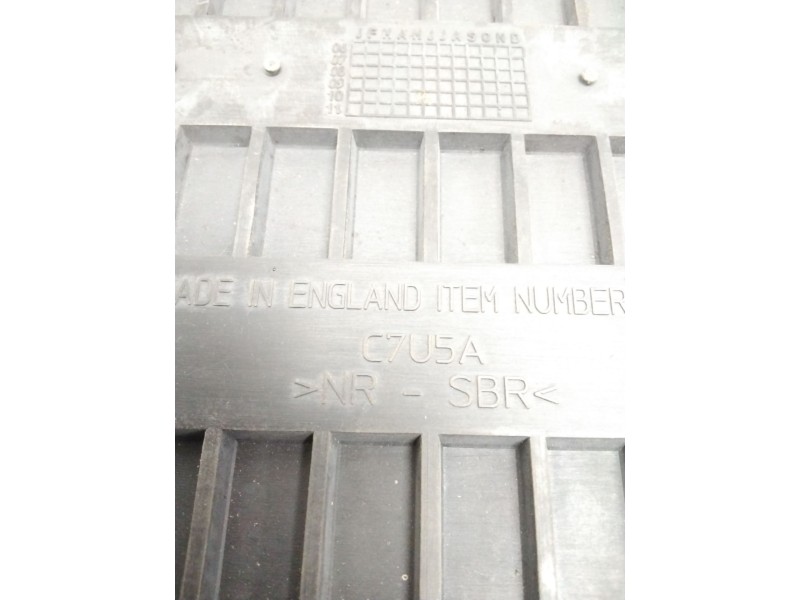 JFMAMJJASOND
ADE IN ENGLAND ITEM NUMBER
C7U5A
>NR - SBR<